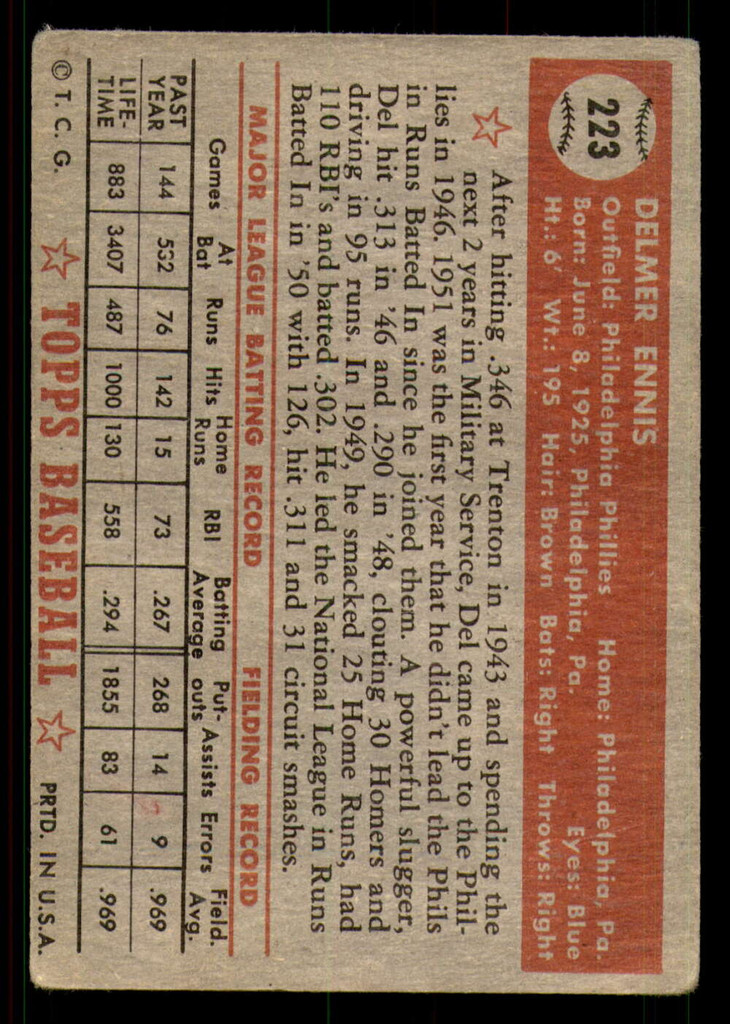 223
DELMER ENNIS
Outfield: Philadelphia Phillies Home: Philadelphia, Pa.
Born: June 8, 1925, Philadelphia, Pa. Eyes: Blue
Ht.: 6' Wt.: 195 Hair: Brown Bats: Right Throws: Right
After hitting .346 at Trenton in 1943 and spending the
next 2 years in Military Service, Del came up to the Phil-
lies in 1946. 1951 was the first year that he didn't lead the Phils
in Runs Batted In since he joined them. A powerful slugger,
Del hit .313 in '46 and .290 in '48, clouting 30 Homers and
driving in 95 runs. In 1949, he smacked 25 Home Runs, had
110 RBI's and batted .302. He led the National League in Runs
Batted In in '50 with 126, hit .311 and 31 circuit smashes.
MAJOR LEAGUE BATTING RECORD FIELDING RECORD
Games At Bat Runs Hits Home Runs RBI Batting Average Put-outs Assists Errors Field. Avg.
PAST YEAR 144 532 76 142 15 73 .267 268 14 9 .969
LIFE-TIME 883 3407 487 1000 130 558 .294 1855 83 61 .969
© T. C. G. TOPPS BASEBALL PRTD. IN U.S.A.